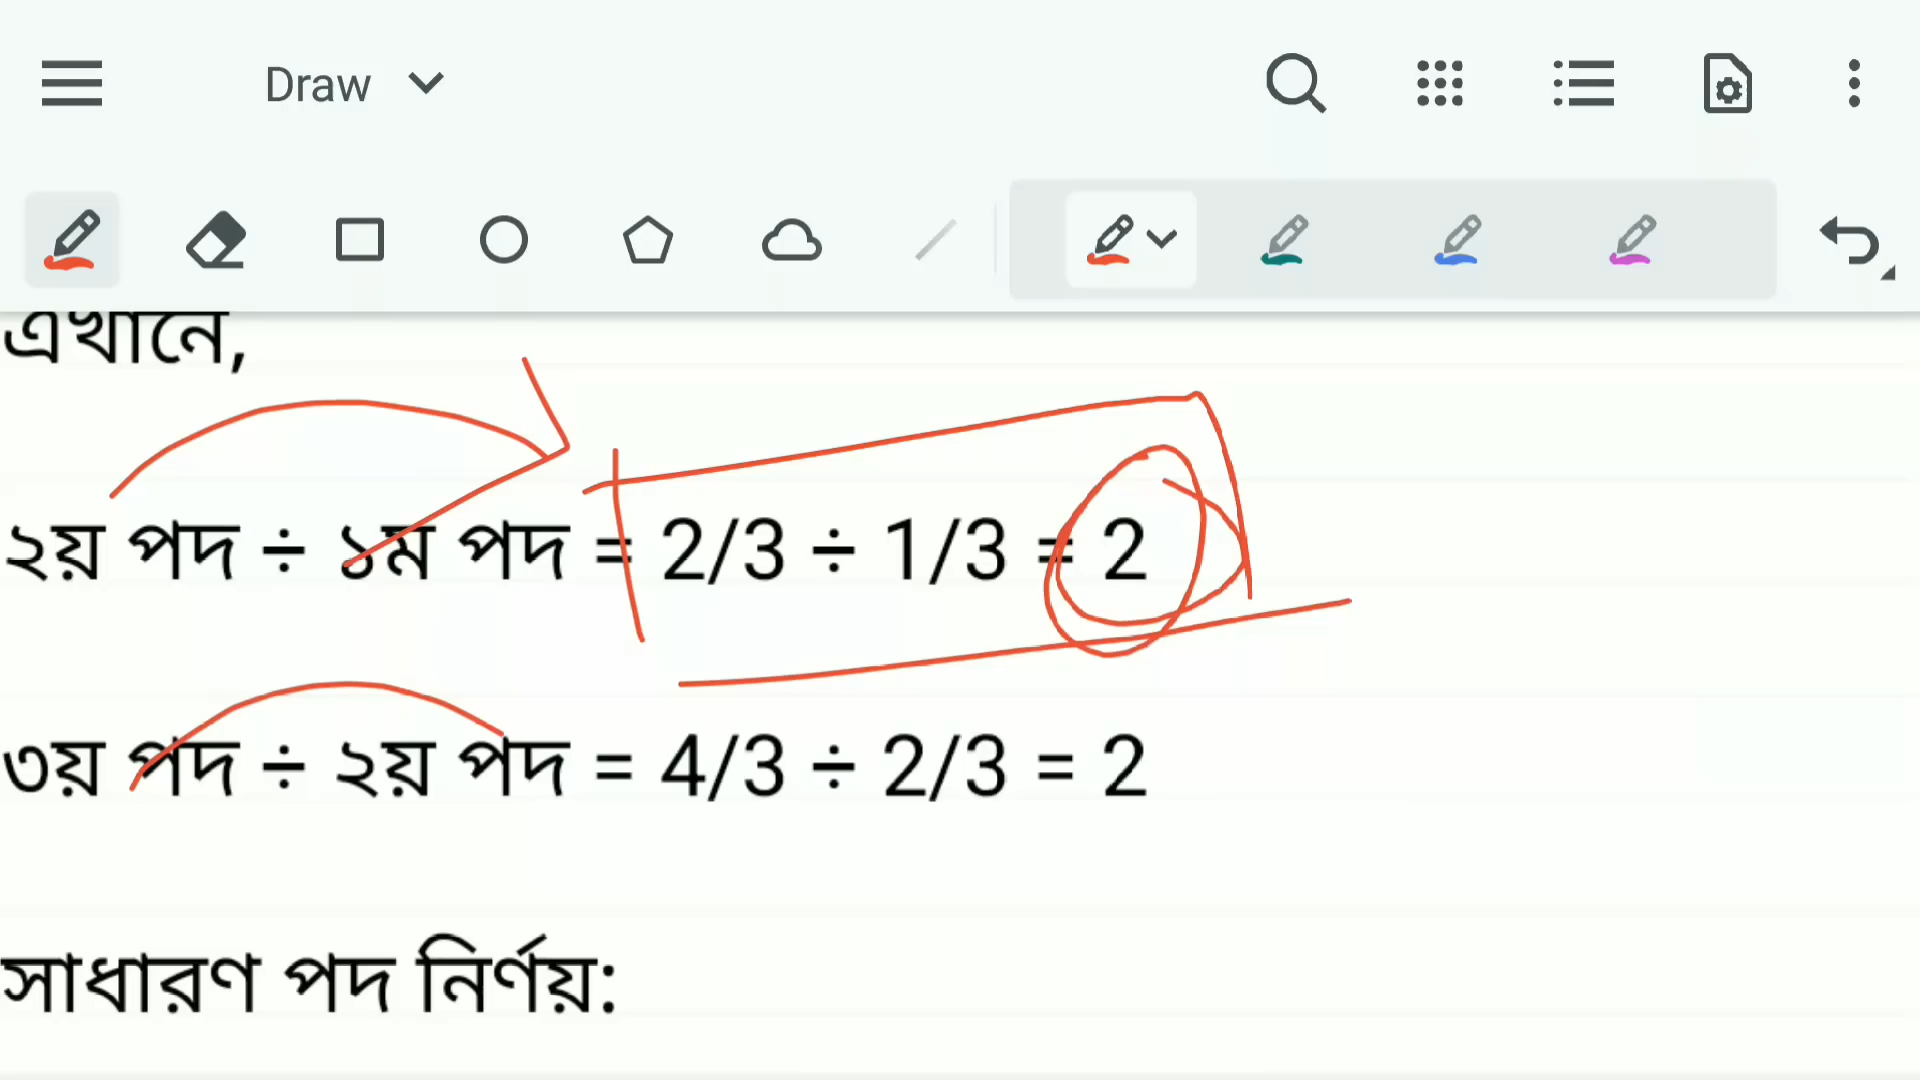 Draw
এখানে,
২য় পদ ÷ ১ম পদ = 2/3 ÷ 1/3 = 2
৩য় পদ ÷ ২য় পদ = 4/3 ÷ 2/3 = 2
সাধারণ পদ নির্ণয়: